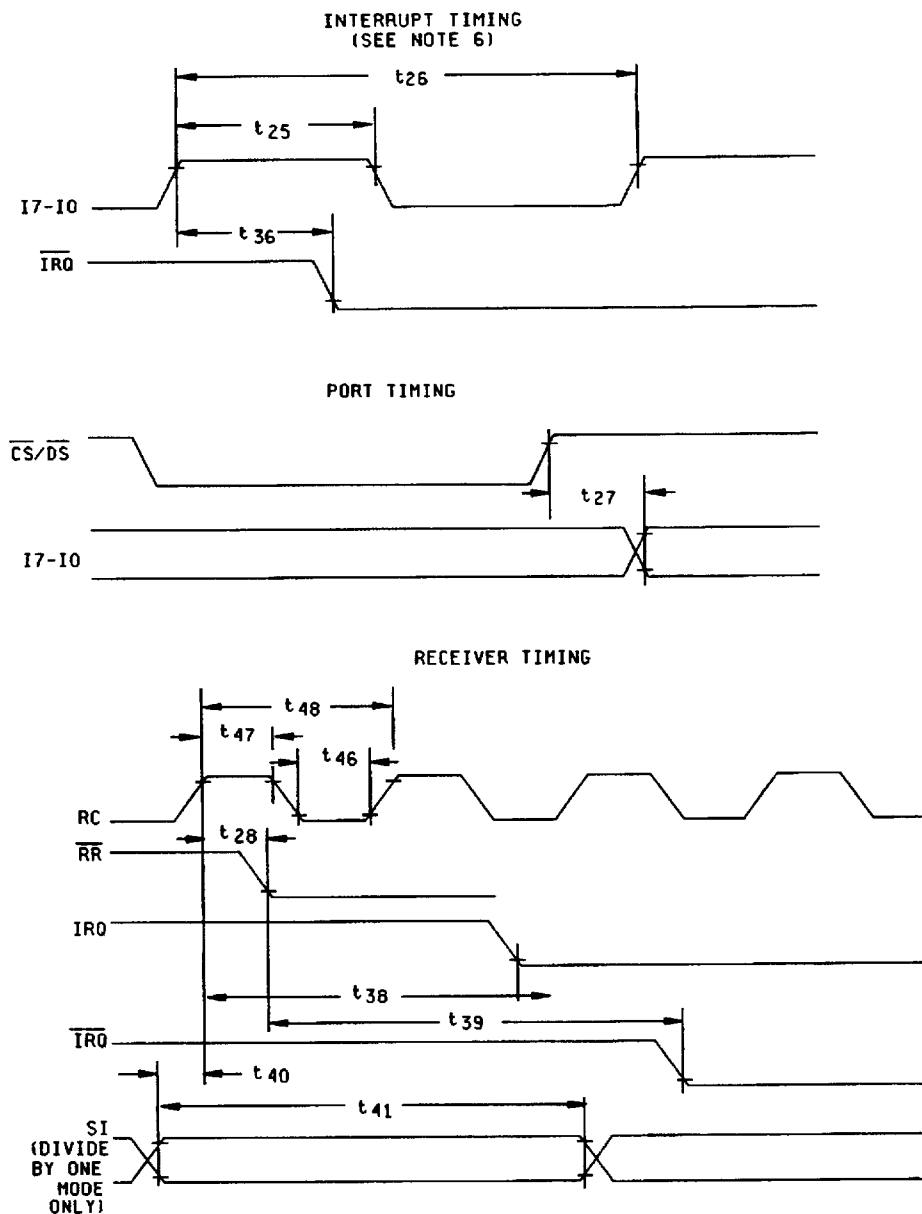 INTERRUPT TIMING
(SEE NOTE 6)
t26
t25
I7-I0
t36
IRQ
PORT TIMING
CS/DS
t27
I7-I0
RECEIVER TIMING
t48
t47
t46
RC
t28
RR
IRQ
t38
t39
IRQ
t40
t41
SI
(DIVIDE
BY ONE
MODE
ONLY)